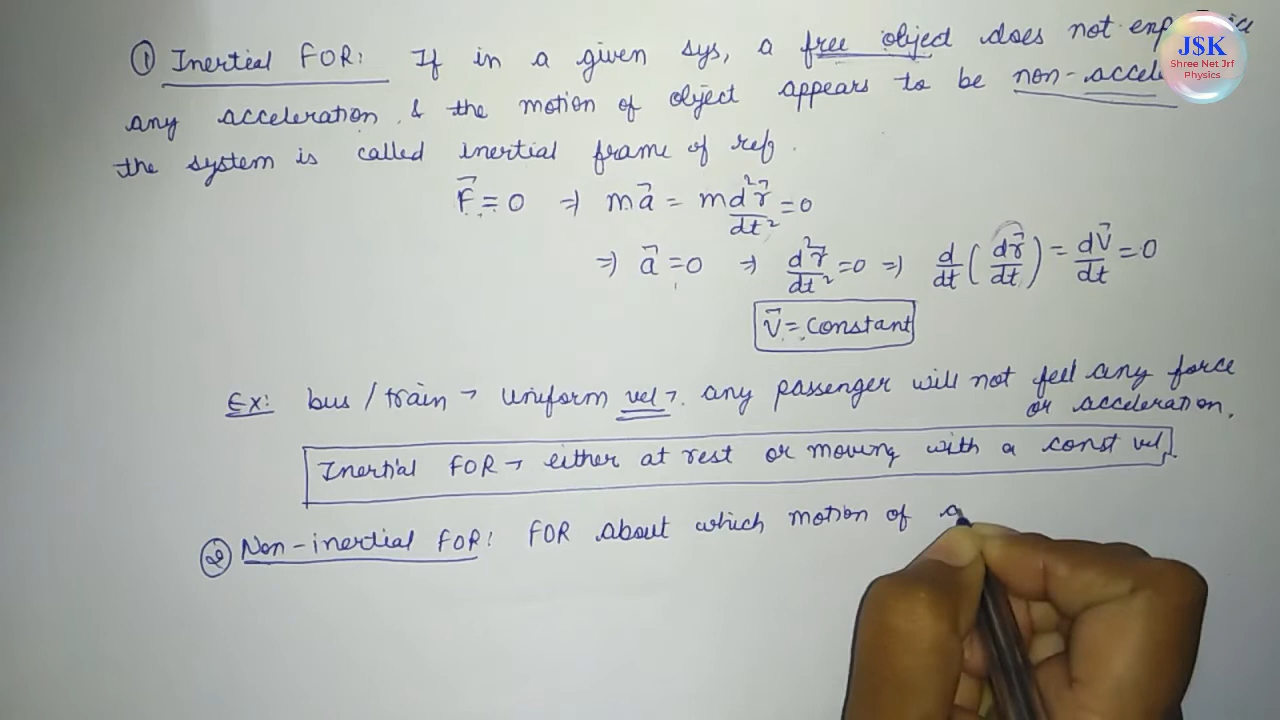 ① Inertial FOR: If in a given sys, a free object does not
any acceleration & the motion of object appears to be non-
the system is called inertial frame of ref.
F⃗ = 0 ⇒ ma⃗ = m d²r⃗/dt² = 0
⇒ a⃗ = 0 ⇒ d²r⃗/dt² = 0 ⇒ d/dt (dr⃗/dt) = dV⃗/dt = 0
V⃗ = Constant
Ex: bus / train → Uniform vel → any passenger will not feel any force
or acceleration.
Inertial FOR → either at rest or moving with a const vel.
② Non-inertial FOR: FOR about which motion of
JSK
Shree Net Jrf
Physics